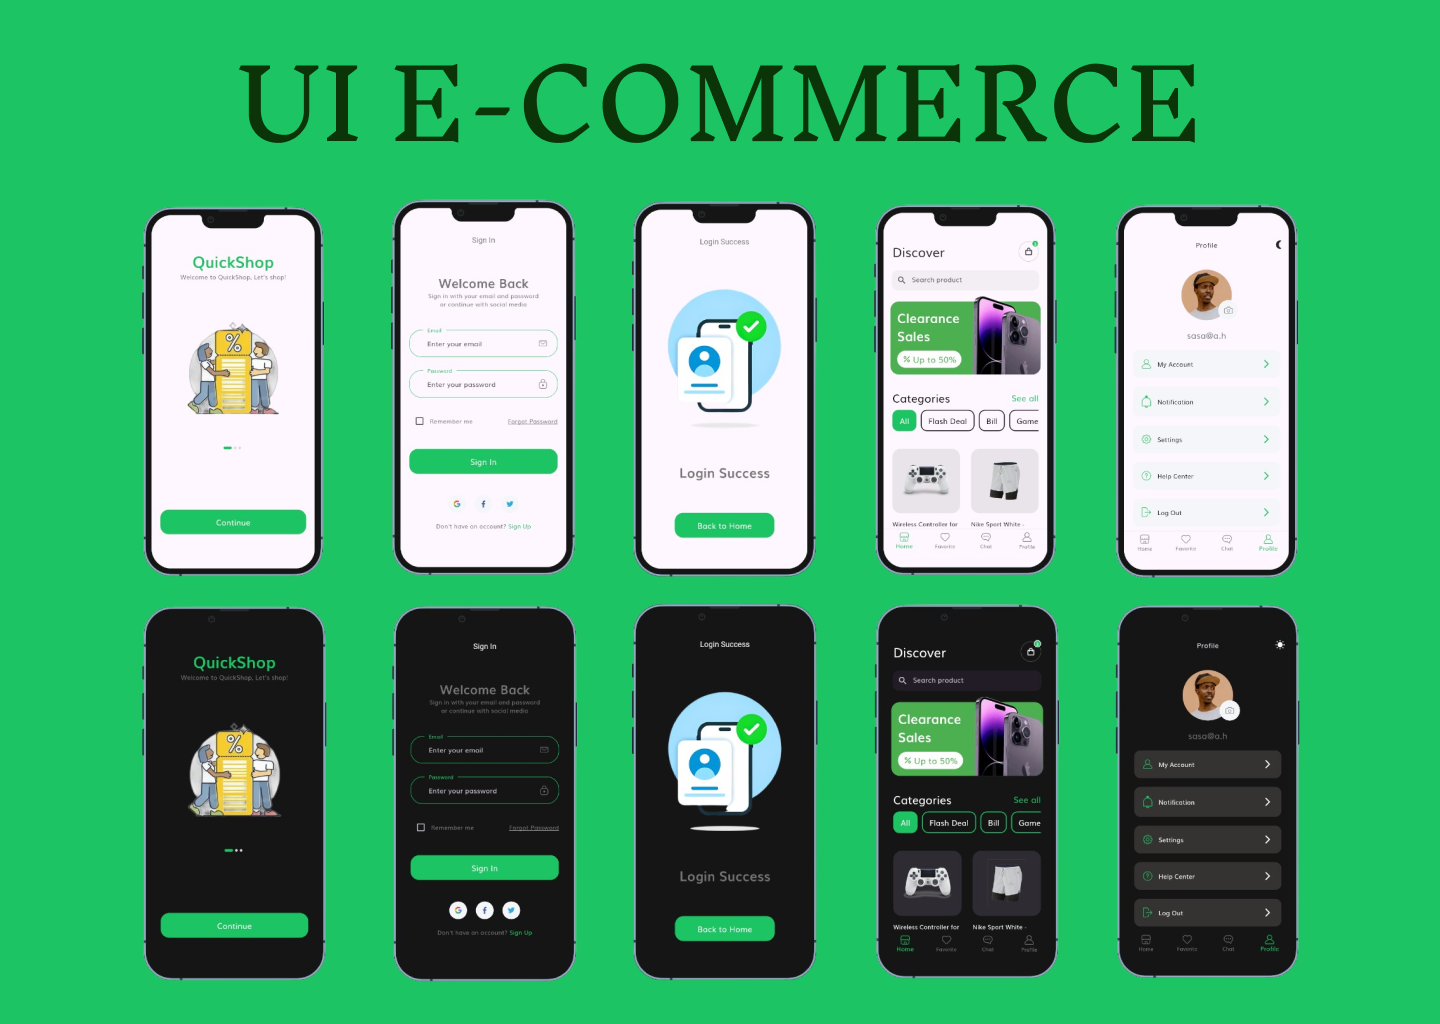 UI E-COMMERCE
QuickShop
Welcome to QuickShop, Let's shop!
%
Continue
Sign In
Welcome Back
Sign in with your email and password
or continue with social media
Email
Enter your email
Password
Enter your password
Remember me
Forgot Password
Sign In
Don't have an account? Sign Up
Login Success
Login Success
Back to Home
Discover
Search product
Clearance
Sales
% Up to 50%
Categories
See all
All
Flash Deal
Bill
Game
Wireless Controller for
Nike Sport White -
Home
Favorite
Chat
Profile
Profile
sasa@a.h
My Account
Notification
Settings
Help Center
Log Out
Home
Favorite
Chat
Profile
QuickShop
Welcome to QuickShop, Let's shop!
%
Continue
Sign In
Welcome Back
Sign in with your email and password
or continue with social media
Email
Enter your email
Password
Enter your password
Remember me
Forgot Password
Sign In
Don't have an account? Sign Up
Login Success
Login Success
Back to Home
Discover
Search product
Clearance
Sales
% Up to 50%
Categories
See all
All
Flash Deal
Bill
Game
Wireless Controller for
Nike Sport White -
Home
Favorite
Chat
Profile
Profile
sasa@a.h
My Account
Notification
Settings
Help Center
Log Out
Home
Favorite
Chat
Profile